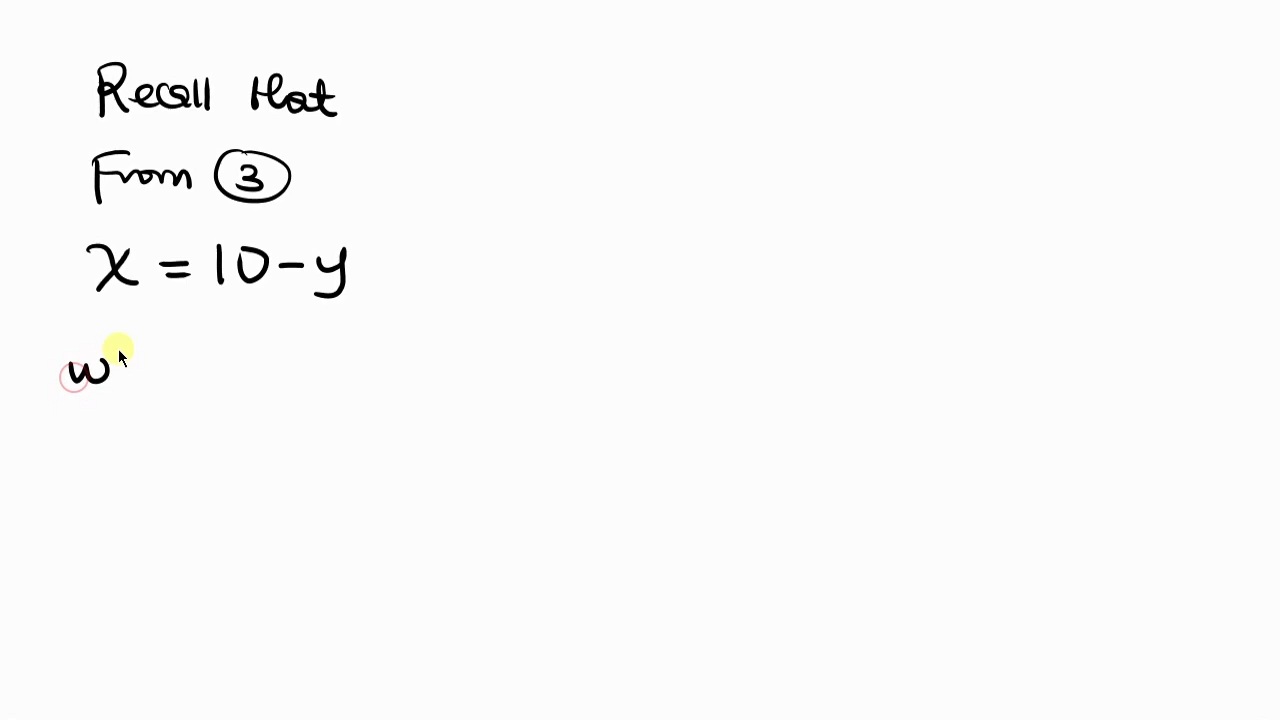 Recall that
From ③
x = 10 - y
w